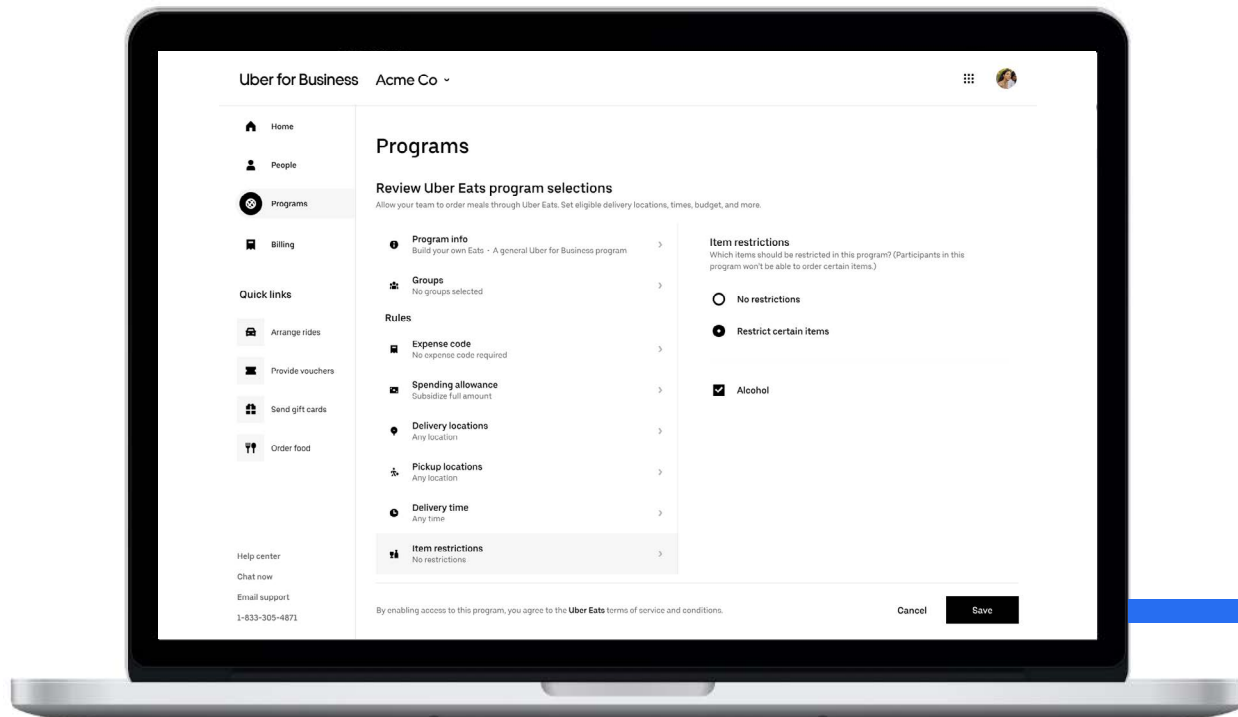 Uber for Business Acme Co
Home
People
Programs
Billing
Quick links
Arrange rides
Provide vouchers
Send gift cards
Order food
Help center
Chat now
Email support
1-833-305-4871
Programs
Review Uber Eats program selections
Allow your team to order meals through Uber Eats. Set eligible delivery locations, times, budget, and more.
Program info
Build your own Eats - A general Uber for Business program
Groups
No groups selected
Rules
Expense code
No expense code required
Spending allowance
Subsidize full amount
Delivery locations
Any location
Pickup locations
Any location
Delivery time
Any time
Item restrictions
No restrictions
Item restrictions
Which items should be restricted in this program? (Participants in this
program won't be able to order certain items.)
No restrictions
Restrict certain items
Alcohol
By enabling access to this program, you agree to the Uber Eats terms of service and conditions.
Cancel
Save